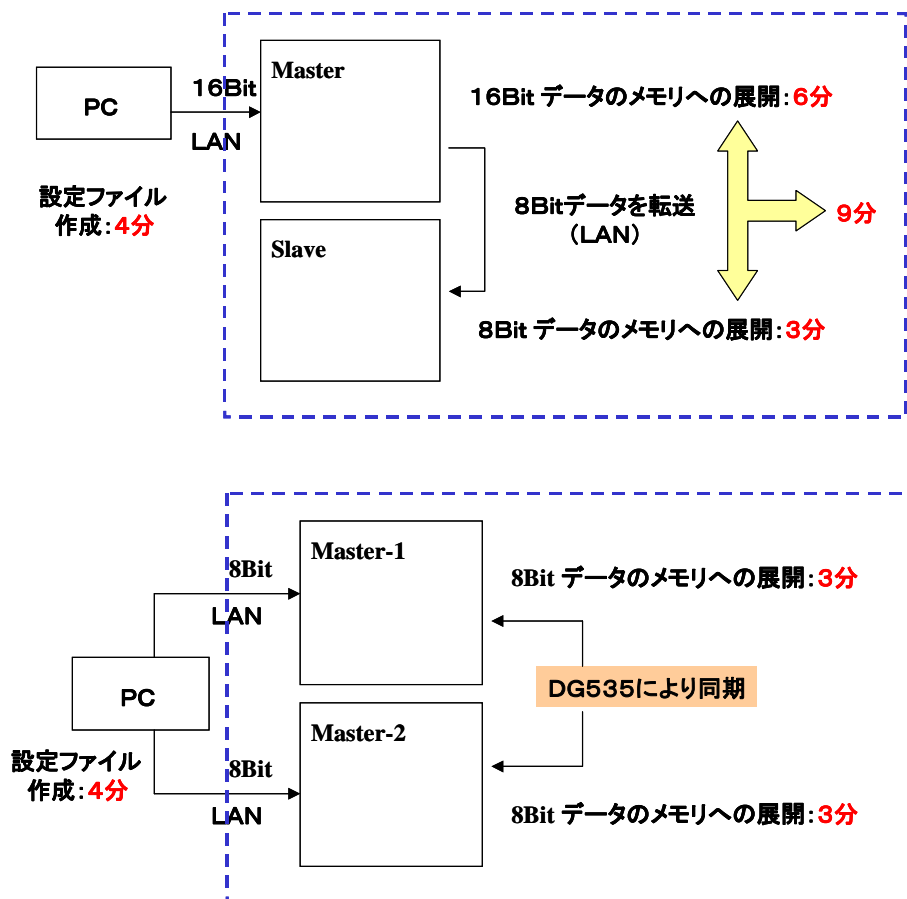 Master
16Bit
PC
LAN
16Bit データのメモリへの展開：6分
設定ファイル
作成：4分
8Bitデータを転送
（LAN）
9分
Slave
8Bit データのメモリへの展開：3分
Master-1
8Bit
LAN
8Bit データのメモリへの展開：3分
PC
DG535により同期
設定ファイル
作成：4分
Master-2
8Bit
LAN
8Bit データのメモリへの展開：3分